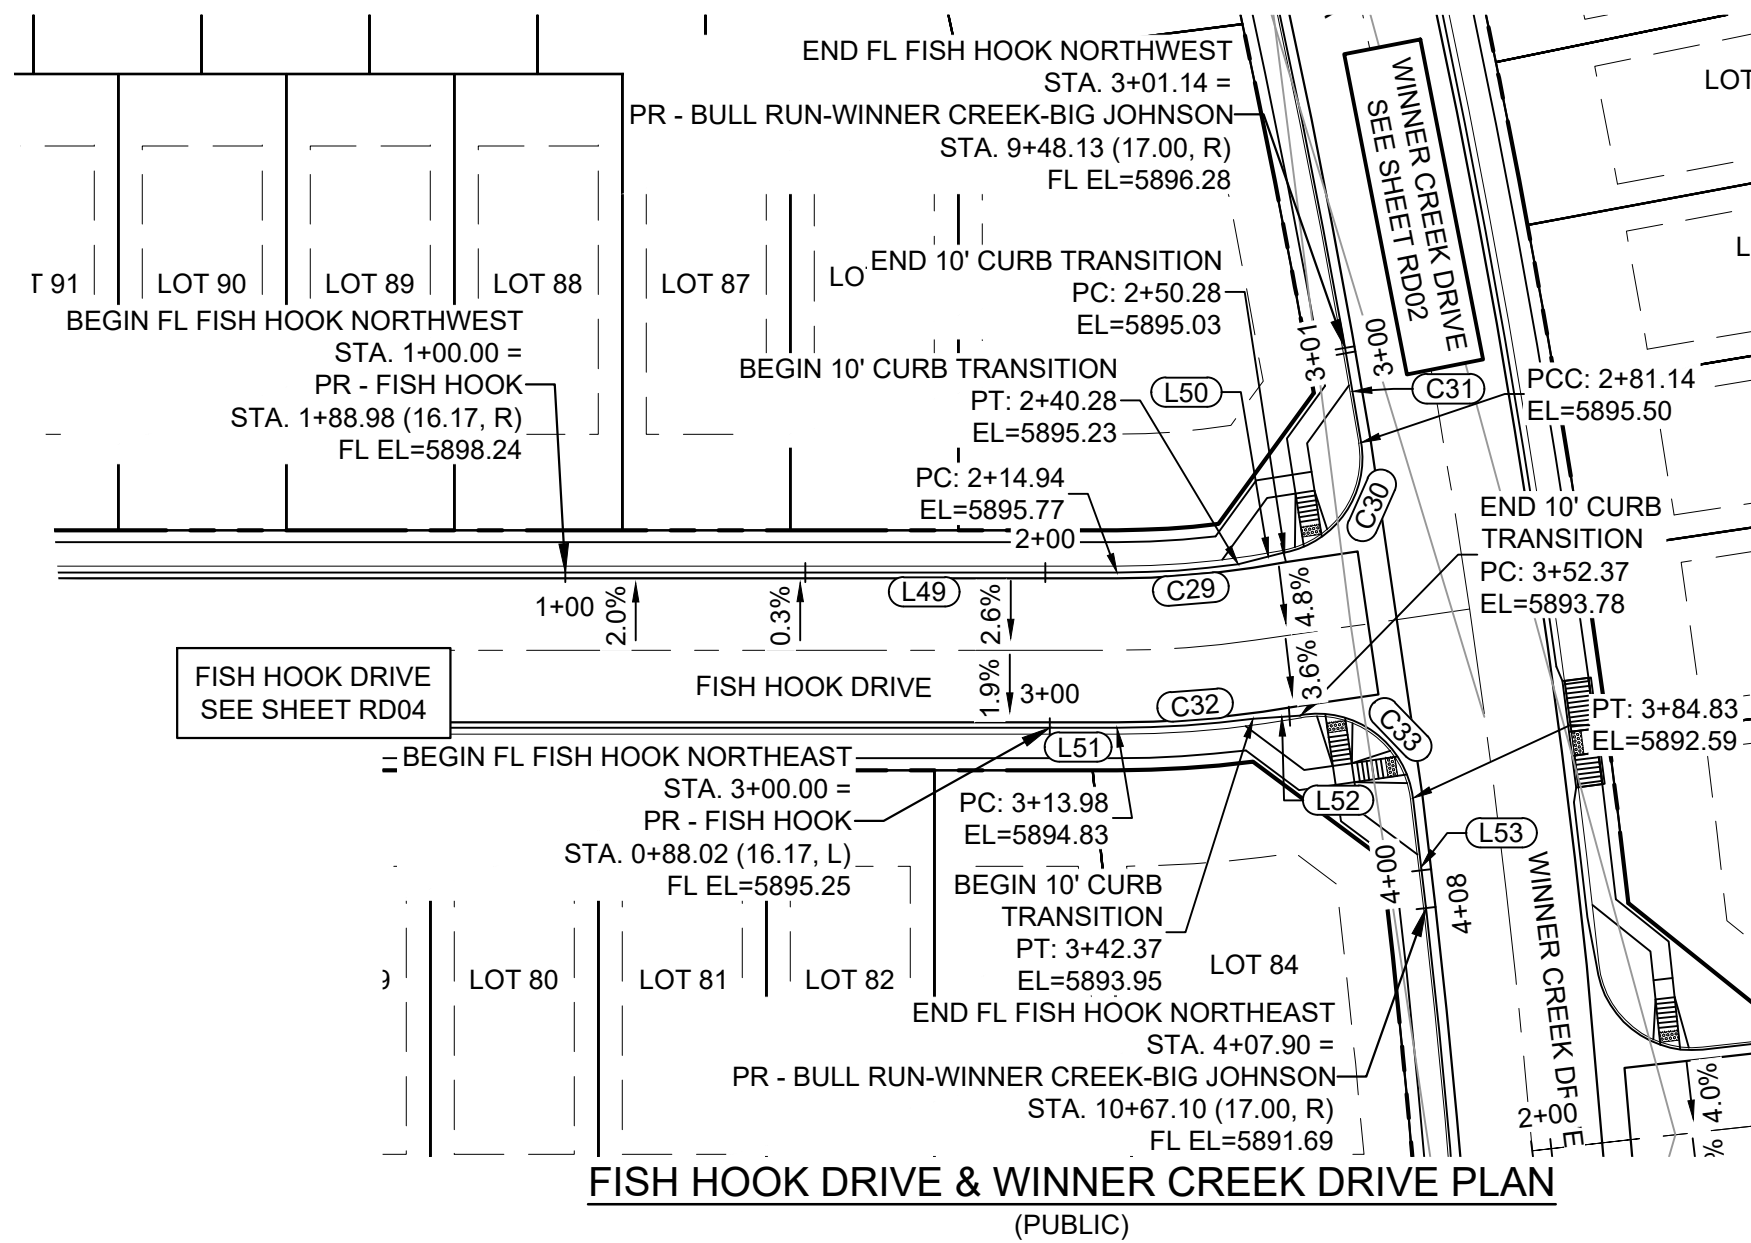 END FL FISH HOOK NORTHWEST
STA. 3+01.14 =
PR - BULL RUN-WINNER CREEK-BIG JOHNSON
STA. 9+48.13 (17.00, R)
FL EL=5896.28
WINNER CREEK DRIVE
SEE SHEET RD02
LOT
L
T 91
LOT 90
LOT 89
LOT 88
LOT 87
LO
END 10' CURB TRANSITION
PC: 2+50.28
EL=5895.03
BEGIN FL FISH HOOK NORTHWEST
STA. 1+00.00 =
PR - FISH HOOK
STA. 1+88.98 (16.17, R)
FL EL=5898.24
BEGIN 10' CURB TRANSITION
PT: 2+40.28
EL=5895.23
L50
3+01
3+00
C31
PCC: 2+81.14
EL=5895.50
PC: 2+14.94
EL=5895.77
2+00
C30
END 10' CURB
TRANSITION
PC: 3+52.37
EL=5893.78
1+00
2.0%
0.3%
L49
2.6%
C29
4.8%
FISH HOOK DRIVE
SEE SHEET RD04
FISH HOOK DRIVE
1.9%
3+00
C32
3.6%
C33
L51
PT: 3+84.83
EL=5892.59
BEGIN FL FISH HOOK NORTHEAST
STA. 3+00.00 =
PR - FISH HOOK
STA. 0+88.02 (16.17, L)
FL EL=5895.25
PC: 3+13.98
EL=5894.83
L52
L53
BEGIN 10' CURB
TRANSITION
PT: 3+42.37
EL=5893.95
4+00
4+08
WINNER CREEK DRIVE
9
LOT 80
LOT 81
LOT 82
LOT 84
END FL FISH HOOK NORTHEAST
STA. 4+07.90 =
PR - BULL RUN-WINNER CREEK-BIG JOHNSON
STA. 10+67.10 (17.00, R)
FL EL=5891.69
2+00
4.0%
%
FISH HOOK DRIVE & WINNER CREEK DRIVE PLAN
(PUBLIC)